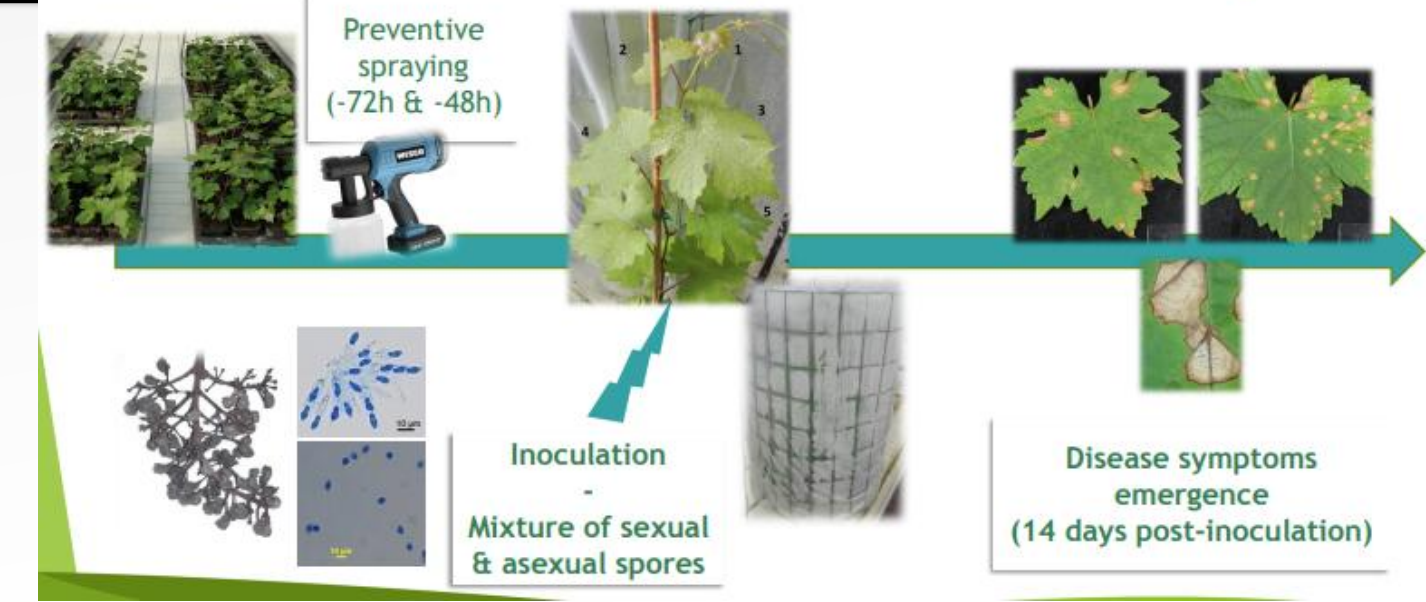 Preventive
spraying
(-72h & -48h)
2
1
3
4
5
10 µm
10 µm
Inoculation
-
Mixture of sexual
& asexual spores
Disease symptoms
emergence
(14 days post-inoculation)